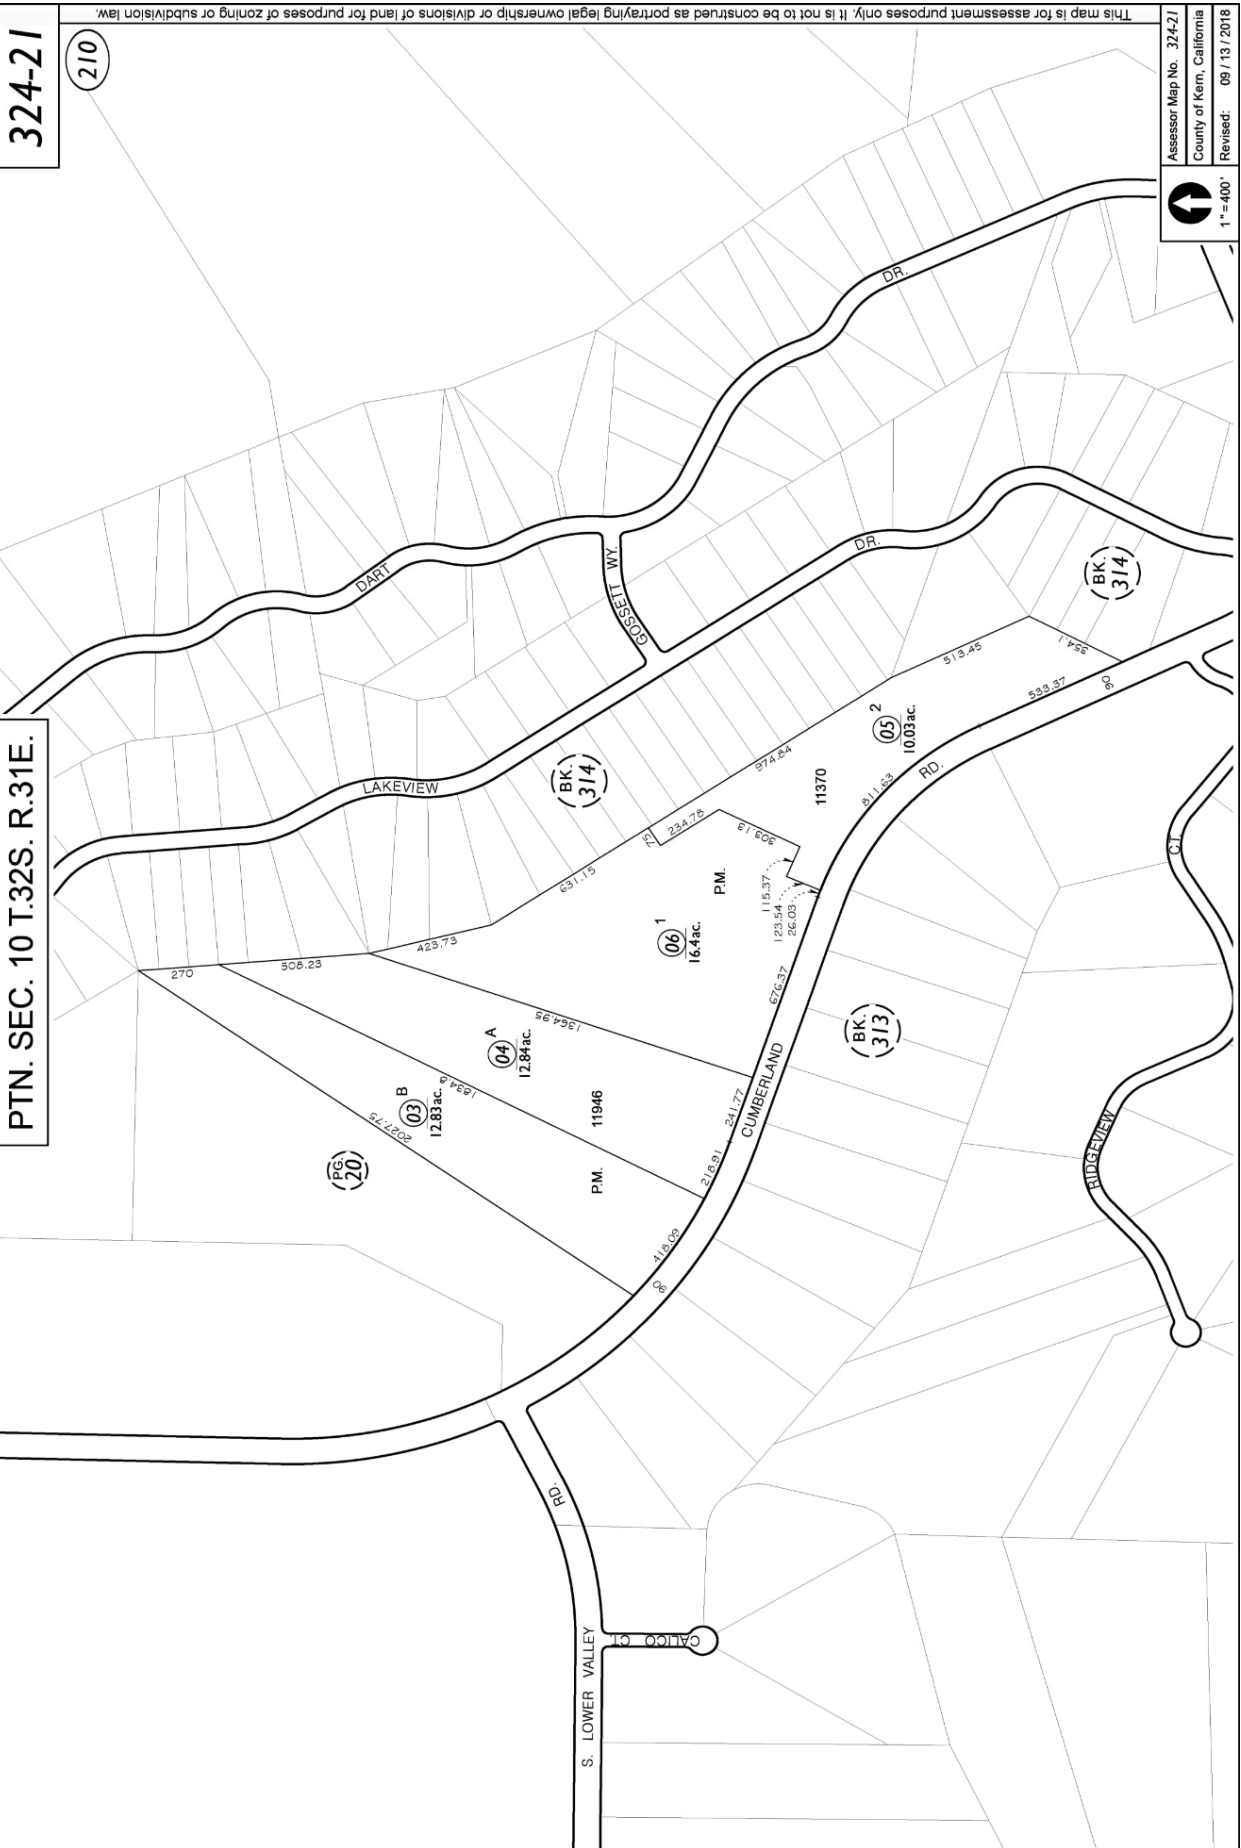 PTN. SEC. 10 T.32S. R.31E.
324-21
210
This map is for assessment purposes only. It is not to be construed as portraying legal ownership or divisions of land for purposes of zoning or subdivision law.
Assessor Map No. 324-21
County of Kern, California
Revised: 09 / 13 / 2018
1" = 400'
DART
DR.
GOSSETT WY.
LAKEVIEW
DR.
BK.
314
BK.
314
270
508.23
423.73
631.15
75
234.78
974.84
513.45
354.1
533.37
90
303.13
115.37
123.54
26.03
811.63
676.37
241.77
218.91
418.09
90
1364.95
1834.8
2027.75
B
03
12.83ac.
A
04
12.84ac.
1
06
16.4ac.
2
05
10.03ac.
P.M.
11370
P.M.
11946
PG.
20
BK.
313
CUMBERLAND
RD.
RIDGEVIEW
CT.
S. LOWER VALLEY
RD.
CALICO CT.